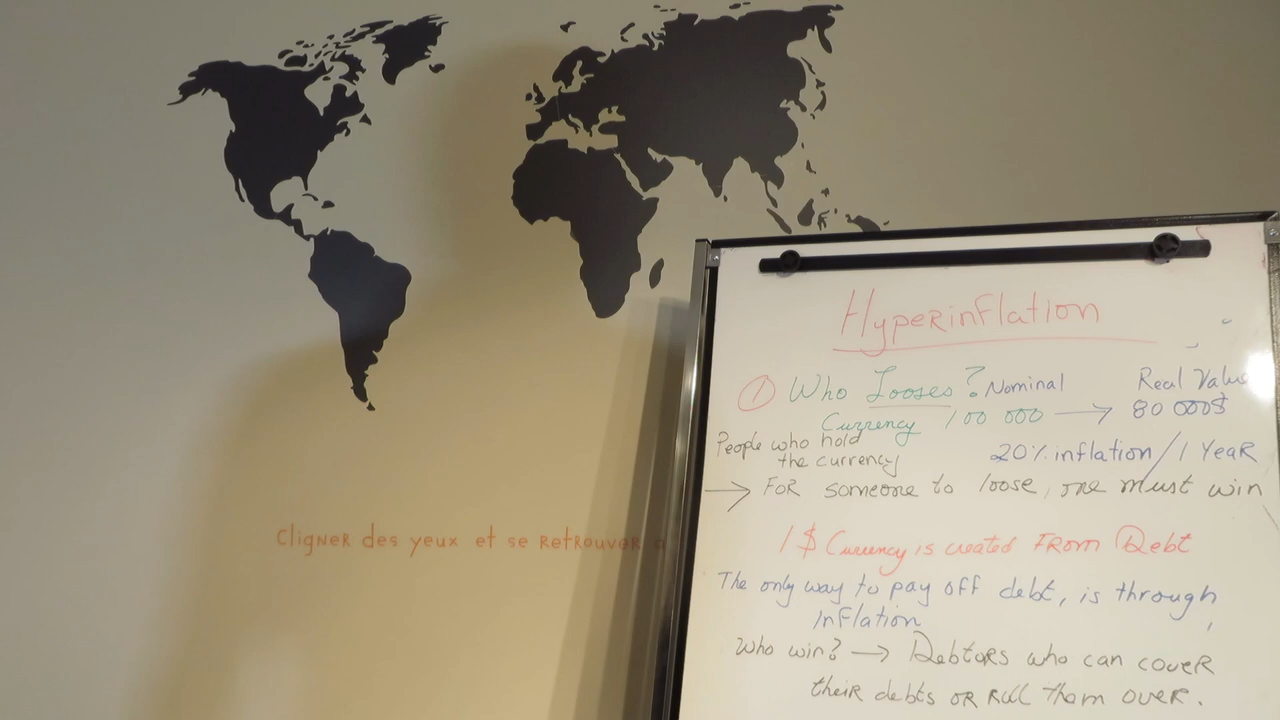 Cligner des yeux et se retrouver
Hyperinflation
① Who Looses? Nominal Real Value
Currency 100 000 → 80 000$
People who hold
the currency
20% inflation / 1 Year
→ For someone to loose, one must win
1$ Currency is created From Debt
The only way to pay off debt, is through
inflation
Who win? → Debtors who can cover
their debts or roll them over.